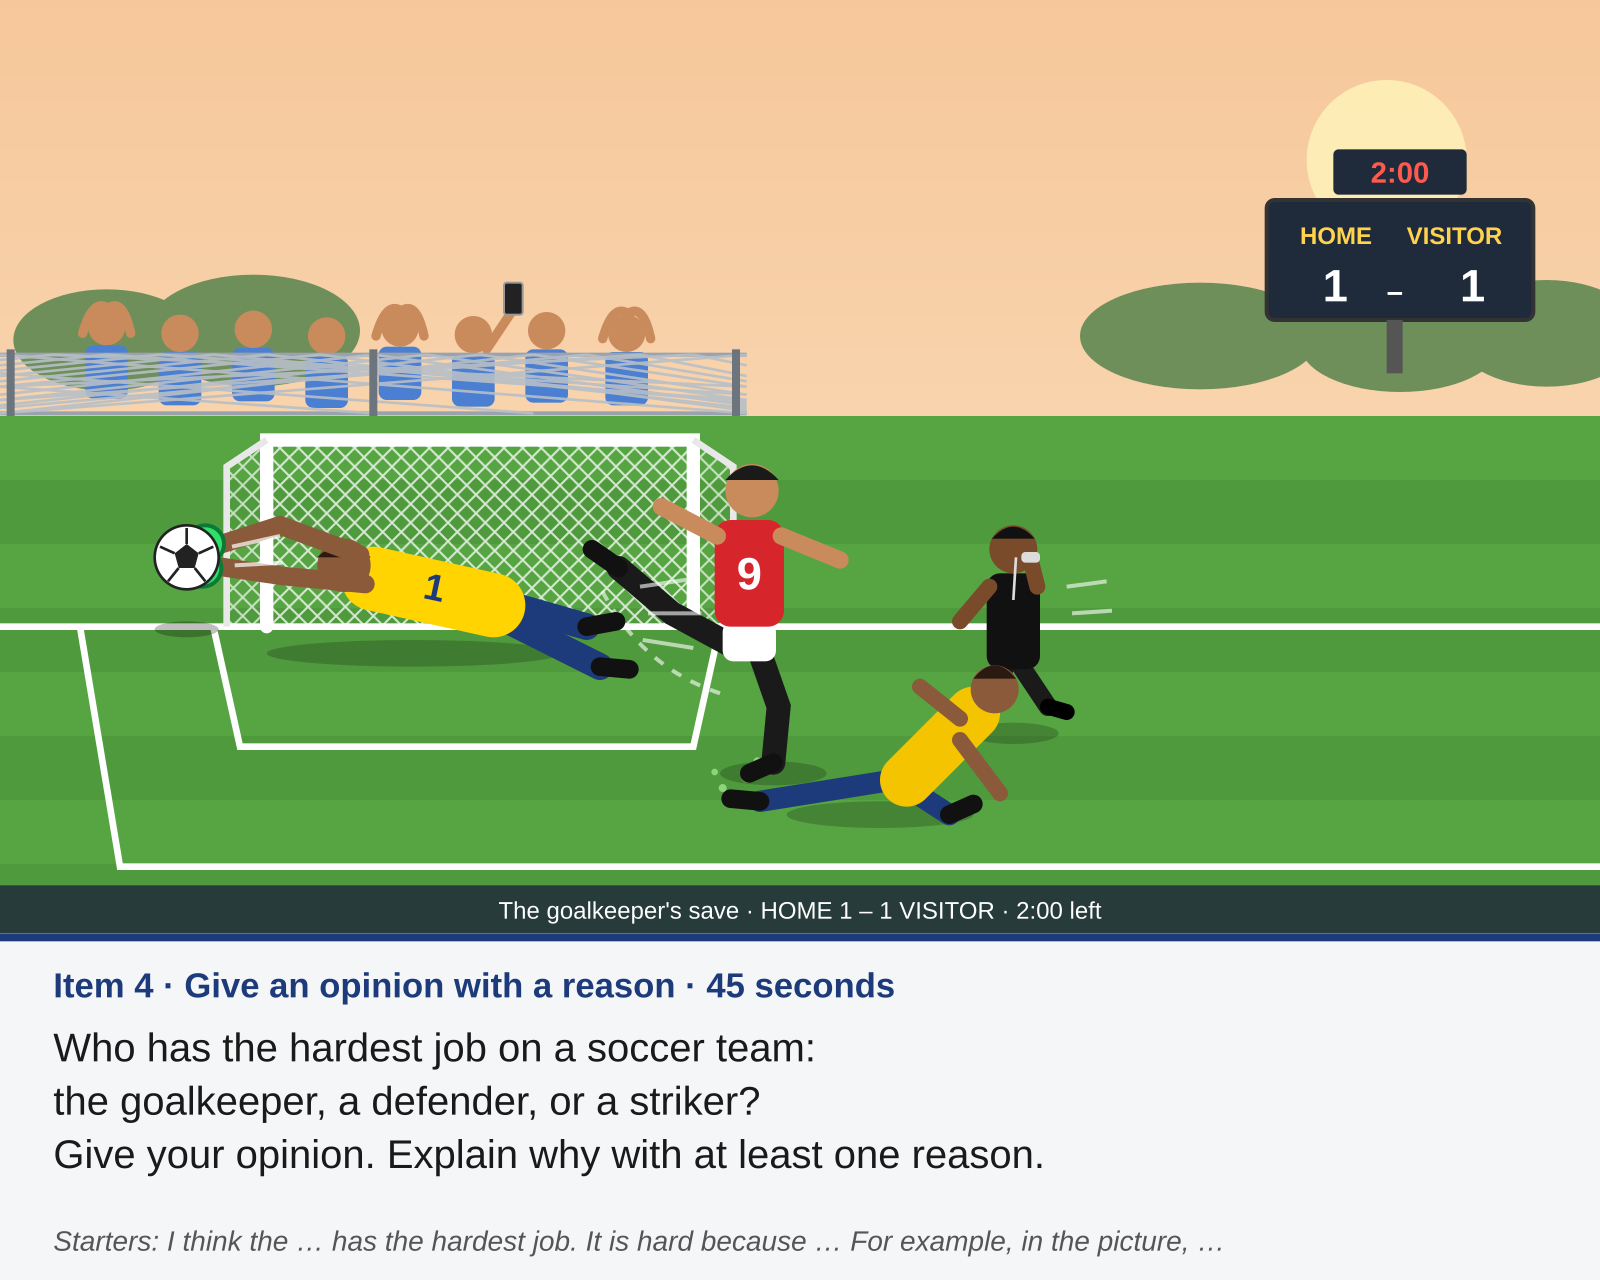 2:00
HOME VISITOR
1 – 1
9
1
The goalkeeper's save · HOME 1 – 1 VISITOR · 2:00 left
Item 4 · Give an opinion with a reason · 45 seconds
Who has the hardest job on a soccer team:
the goalkeeper, a defender, or a striker?
Give your opinion. Explain why with at least one reason.
Starters: I think the … has the hardest job. It is hard because … For example, in the picture, …